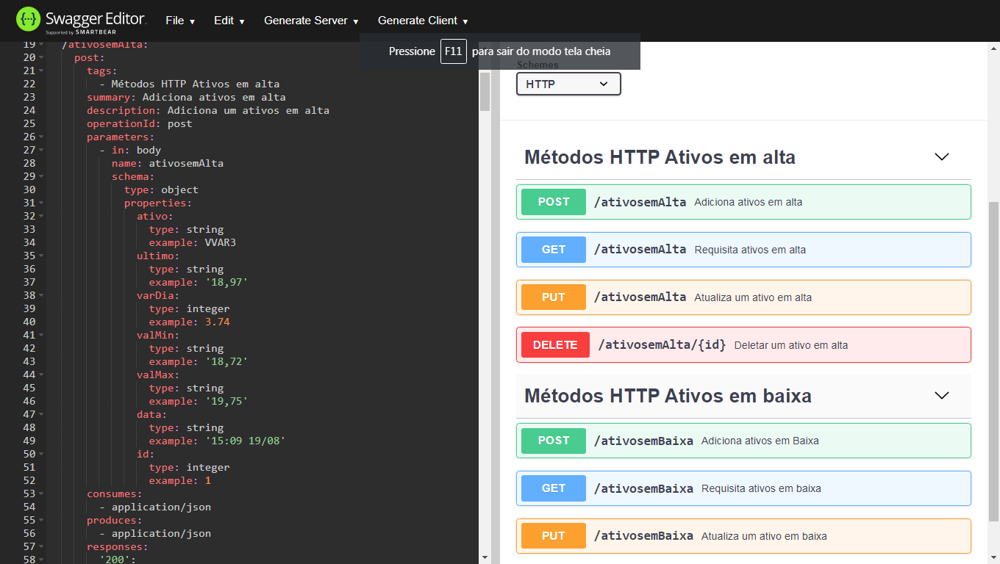 Swagger Editor.
Supported by SMARTBEAR
File ▾ Edit ▾ Generate Server ▾ Generate Client ▾
Pressione F11 para sair do modo tela cheia
19 /ativosemAlta:
20 post:
21 tags:
22 - Métodos HTTP Ativos em alta
23 summary: Adiciona ativos em alta
24 description: Adiciona um ativos em alta
25 operationId: post
26 parameters:
27 - in: body
28 name: ativosemAlta
29 schema:
30 type: object
31 properties:
32 ativo:
33 type: string
34 example: VVAR3
35 ultimo:
36 type: string
37 example: '18,97'
38 varDia:
39 type: integer
40 example: 3.74
41 valMin:
42 type: string
43 example: '18,72'
44 valMax:
45 type: string
46 example: '19,75'
47 data:
48 type: string
49 example: '15:09 19/08'
50 id:
51 type: integer
52 example: 1
53 consumes:
54 - application/json
55 produces:
56 - application/json
57 responses:
58 '200':
Schemes
HTTP
Métodos HTTP Ativos em alta
POST /ativosemAlta Adiciona ativos em alta
GET /ativosemAlta Requisita ativos em alta
PUT /ativosemAlta Atualiza um ativo em alta
DELETE /ativosemAlta/{id} Deletar um ativo em alta
Métodos HTTP Ativos em baixa
POST /ativosemBaixa Adiciona ativos em Baixa
GET /ativosemBaixa Requisita ativos em baixa
PUT /ativosemBaixa Atualiza um ativo em baixa